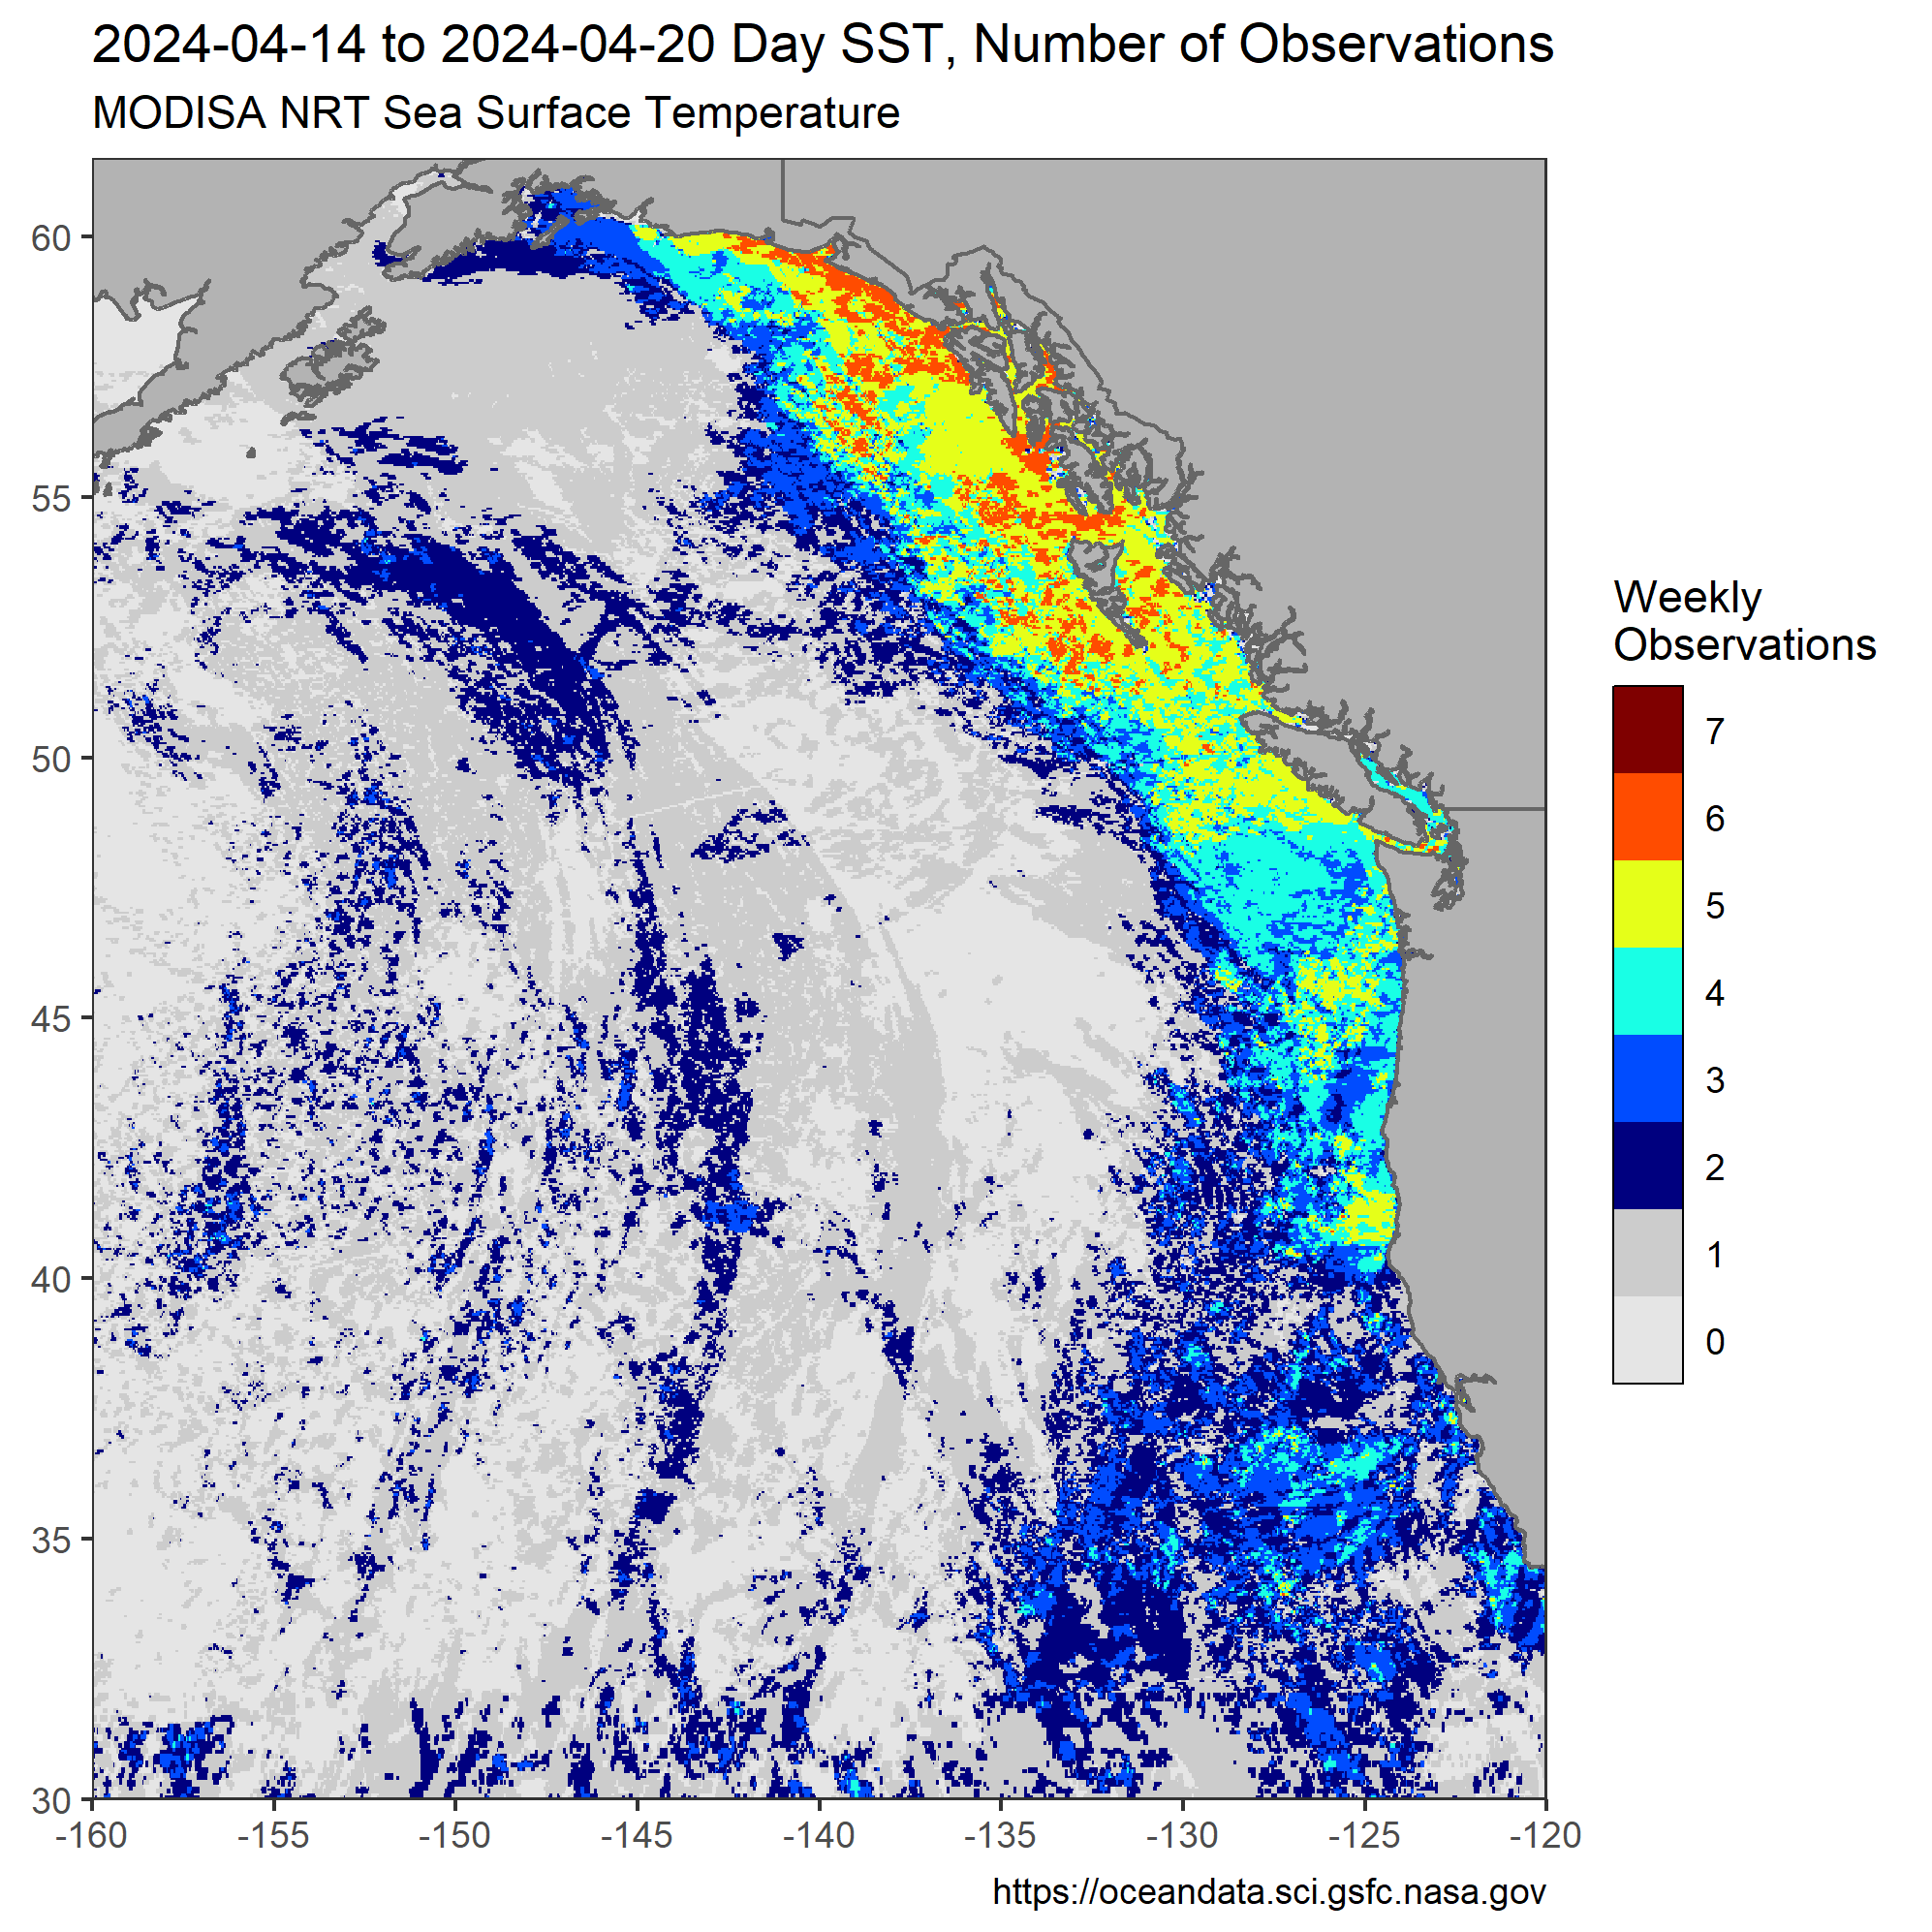 2024-04-14 to 2024-04-20 Day SST, Number of Observations
MODISA NRT Sea Surface Temperature
60
55
50
45
40
35
30
-160 -155 -150 -145 -140 -135 -130 -125 -120
Weekly
Observations
7
6
5
4
3
2
1
0
https://oceandata.sci.gsfc.nasa.gov